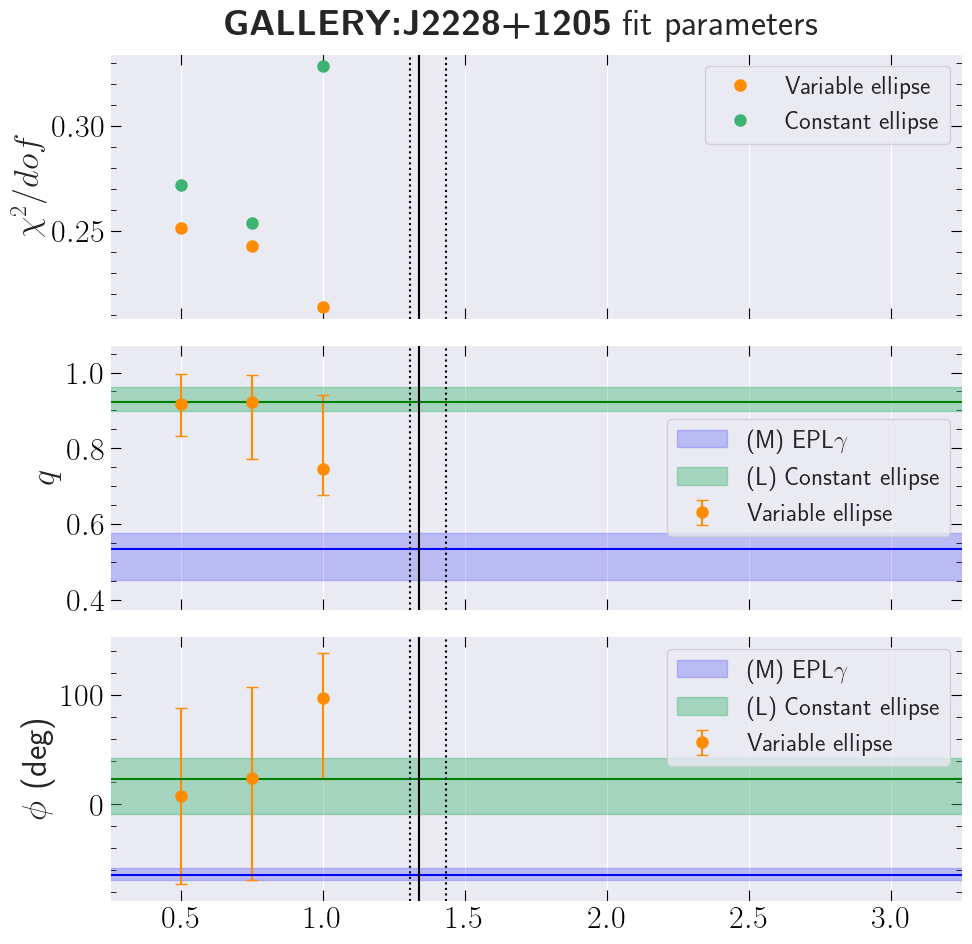 GALLERY:J2228+1205 fit parameters
χ²/dof
0.30
0.25
Variable ellipse
Constant ellipse
q
1.0
0.8
0.6
0.4
(M) EPLγ
(L) Constant ellipse
Variable ellipse
ϕ (deg)
100
0
(M) EPLγ
(L) Constant ellipse
Variable ellipse
0.5 1.0 1.5 2.0 2.5 3.0